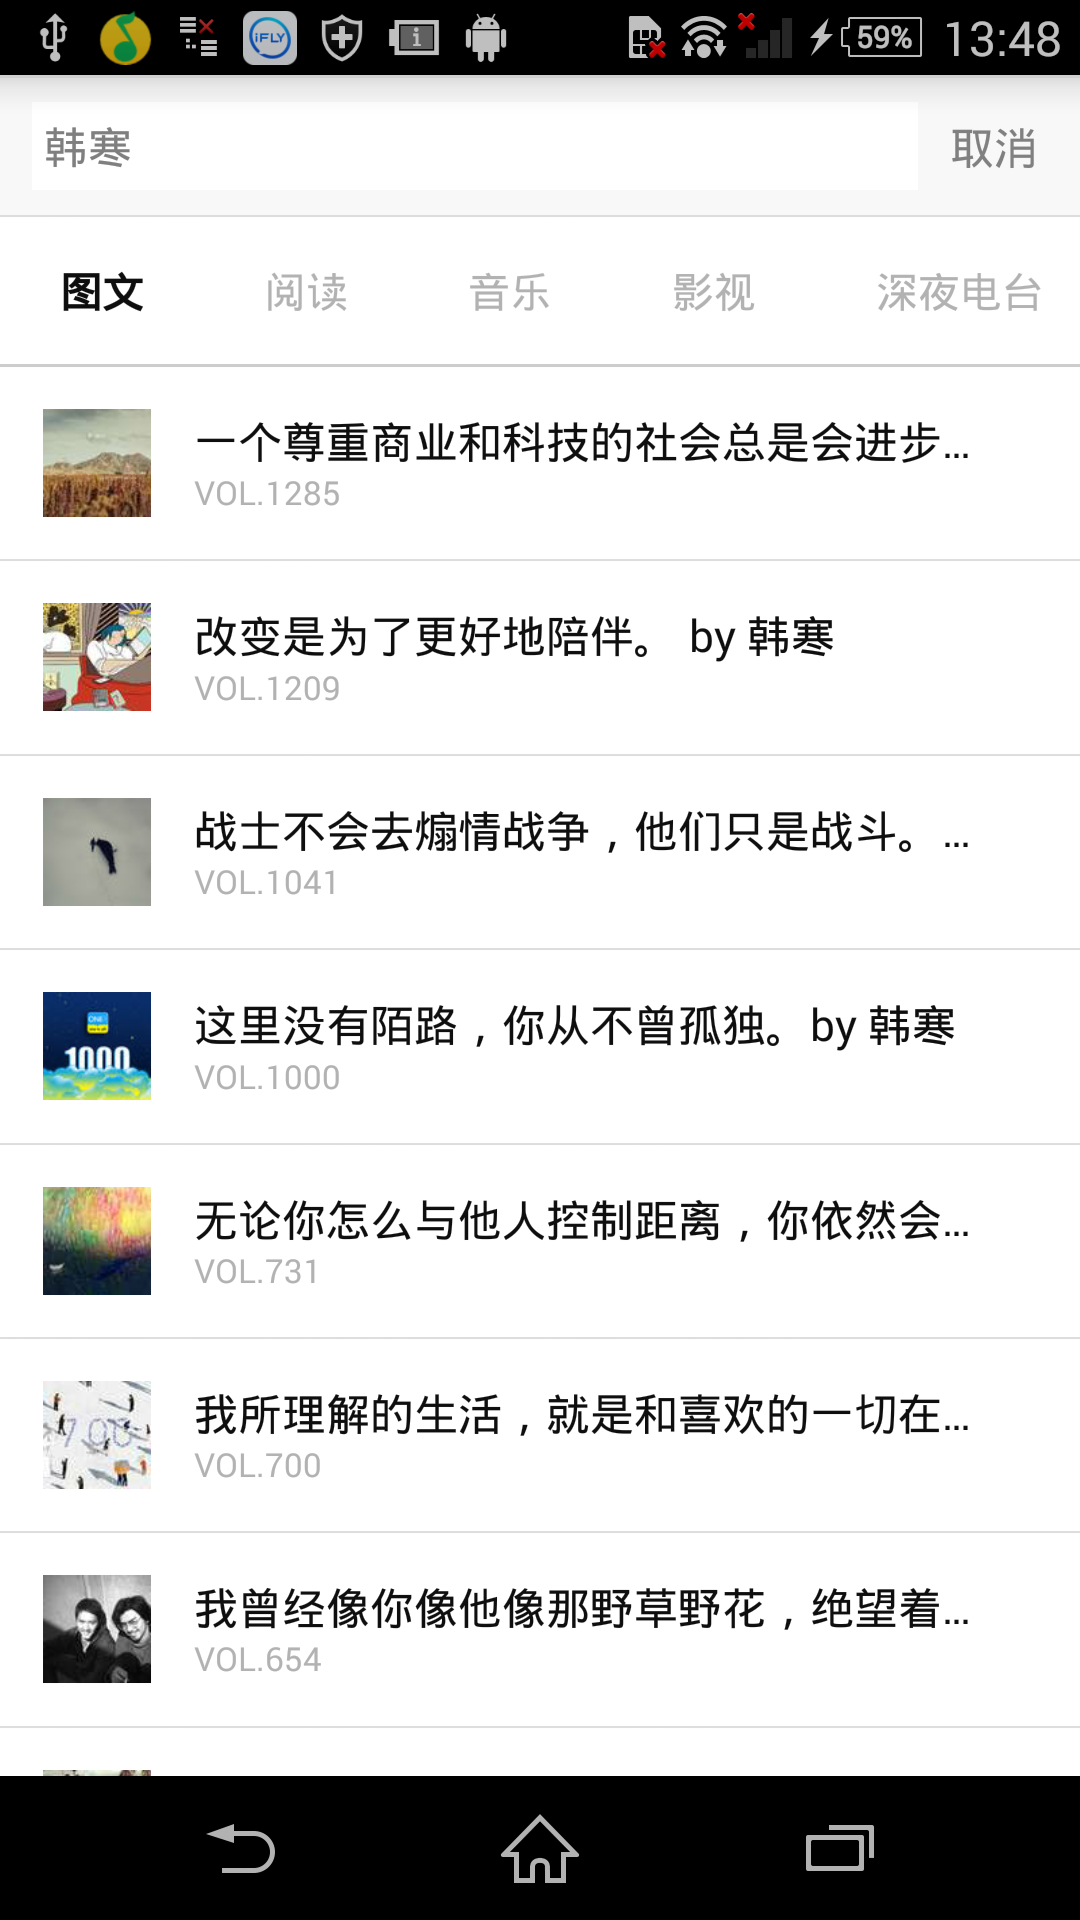 iFLY
59%
13:48
韩寒
取消
图文
阅读
音乐
影视
深夜电台
一个尊重商业和科技的社会总是会进步...
VOL.1285
改变是为了更好地陪伴。 by 韩寒
VOL.1209
战士不会去煽情战争，他们只是战斗。...
VOL.1041
ONE
1000
这里没有陌路，你从不曾孤独。by 韩寒
VOL.1000
无论你怎么与他人控制距离，你依然会...
VOL.731
700
我所理解的生活，就是和喜欢的一切在...
VOL.700
我曾经像你像他像那野草野花，绝望着...
VOL.654